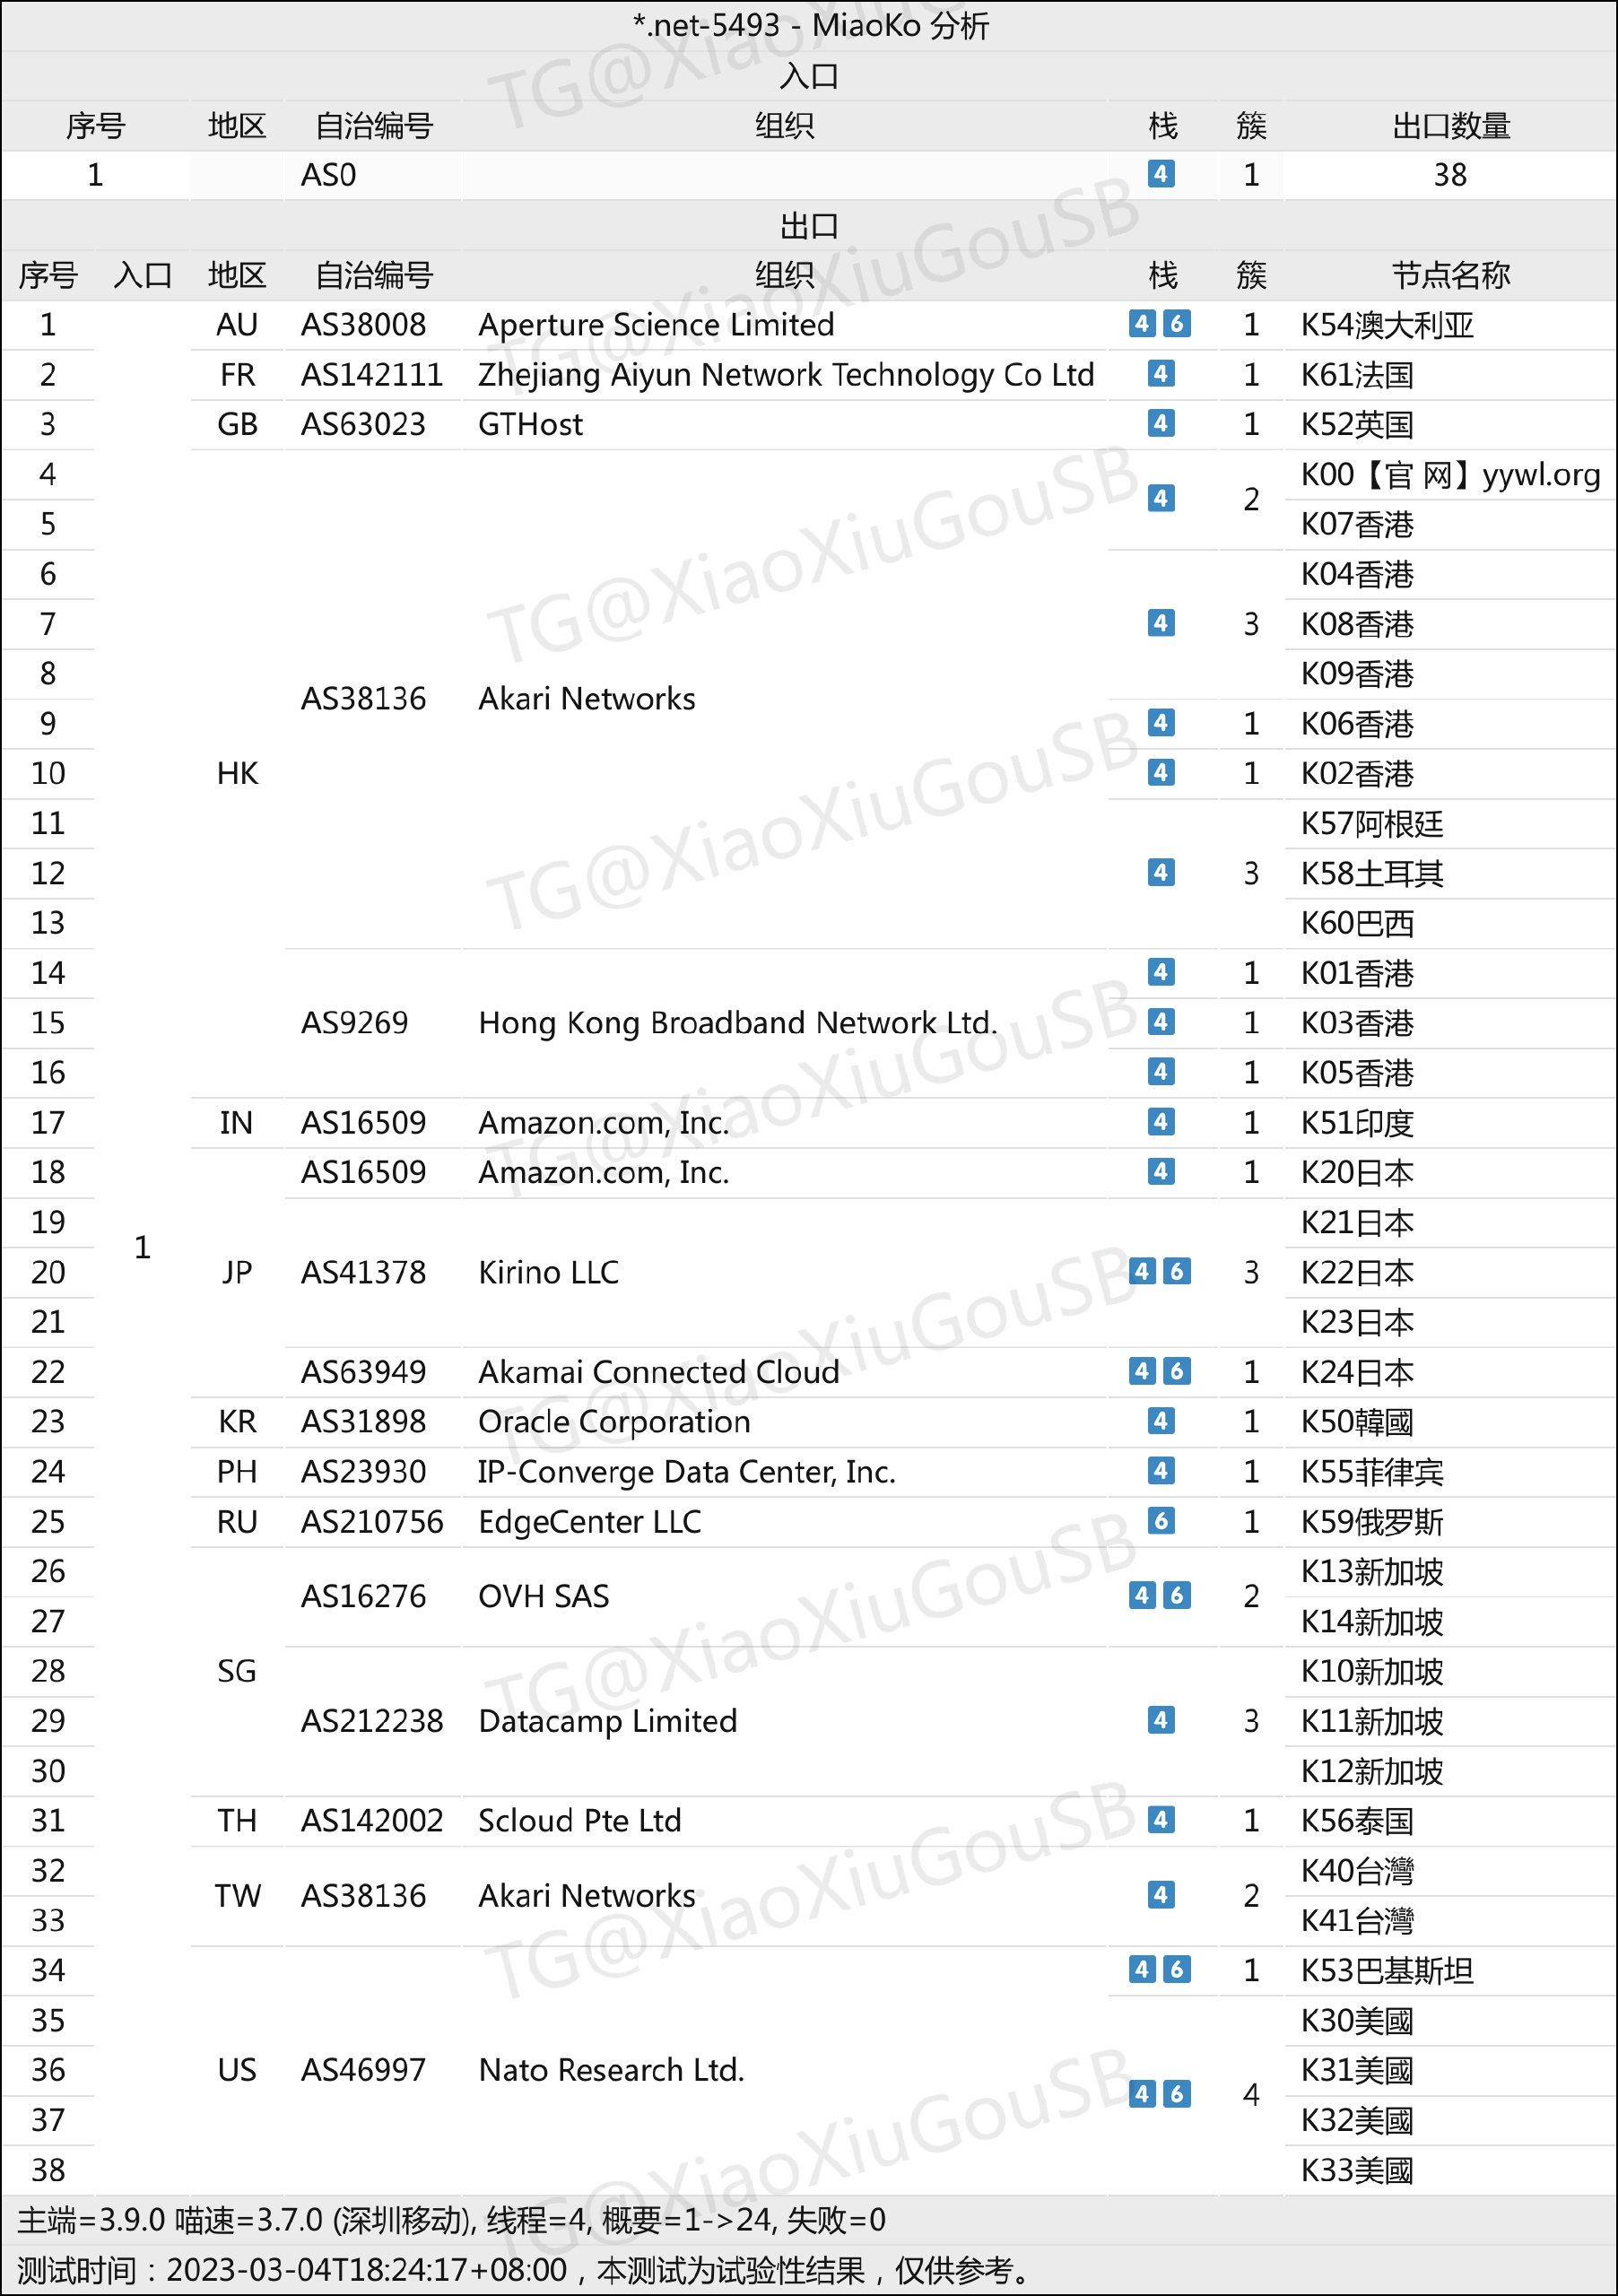 *.net-5493 - MiaoKo 分析
入口
序号 地区 自治编号 组织 栈 簇 出口数量
1 AS0 4 1 38
出口
序号 入口 地区 自治编号 组织 栈 簇 节点名称
1 AU AS38008 Aperture Science Limited 4 6 1 K54澳大利亚
2 FR AS142111 Zhejiang Aiyun Network Technology Co Ltd 4 1 K61法国
3 GB AS63023 GTHost 4 1 K52英国
4 K00【官 网】yywl.org
4 2
5 K07香港
6 K04香港
7 4 3 K08香港
8 K09香港
AS38136 Akari Networks
9 4 1 K06香港
10 HK 4 1 K02香港
11 K57阿根廷
12 4 3 K58土耳其
13 K60巴西
14 4 1 K01香港
15 AS9269 Hong Kong Broadband Network Ltd. 4 1 K03香港
16 4 1 K05香港
17 IN AS16509 Amazon.com, Inc. 4 1 K51印度
18 AS16509 Amazon.com, Inc. 4 1 K20日本
19 K21日本
1
20 JP AS41378 Kirino LLC 4 6 3 K22日本
21 K23日本
22 AS63949 Akamai Connected Cloud 4 6 1 K24日本
23 KR AS31898 Oracle Corporation 4 1 K50韓國
24 PH AS23930 IP-Converge Data Center, Inc. 4 1 K55菲律宾
25 RU AS210756 EdgeCenter LLC 6 1 K59俄罗斯
26 K13新加坡
AS16276 OVH SAS 4 6 2
27 K14新加坡
28 SG K10新加坡
29 AS212238 Datacamp Limited 4 3 K11新加坡
30 K12新加坡
31 TH AS142002 Scloud Pte Ltd 4 1 K56泰国
32 K40台灣
TW AS38136 Akari Networks 4 2
33 K41台灣
34 4 6 1 K53巴基斯坦
35 K30美國
36 US AS46997 Nato Research Ltd. K31美國
4 6 4
37 K32美國
38 K33美國
主端=3.9.0 喵速=3.7.0 (深圳移动), 线程=4, 概要=1->24, 失败=0
测试时间：2023-03-04T18:24:17+08:00，本测试为试验性结果，仅供参考。
TG@XiaoXiuGouSB
TG@XiaoXiuGouSB
TG@XiaoXiuGouSB
TG@XiaoXiuGouSB
TG@XiaoXiuGouSB
TG@XiaoXiuGouSB
TG@XiaoXiuGouSB
TG@XiaoXiuGouSB
TG@XiaoXiuGouSB